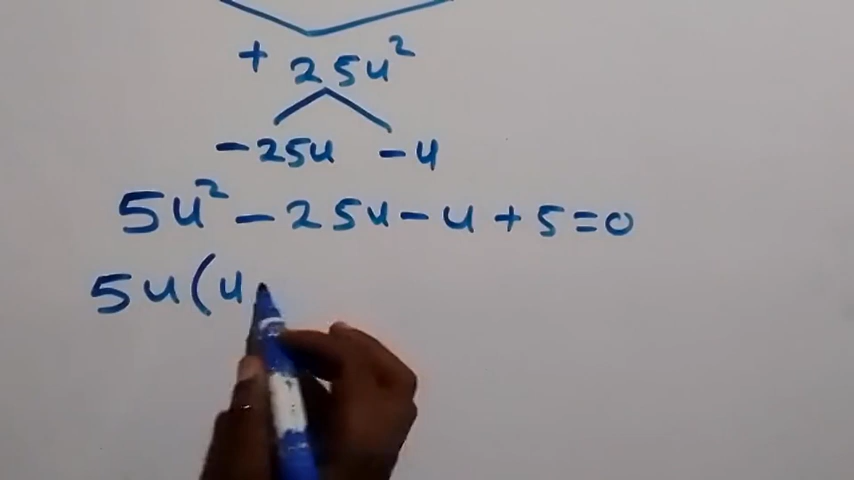 + 25u²
-25u -u
5u² - 25u - u + 5 = 0
5u(u